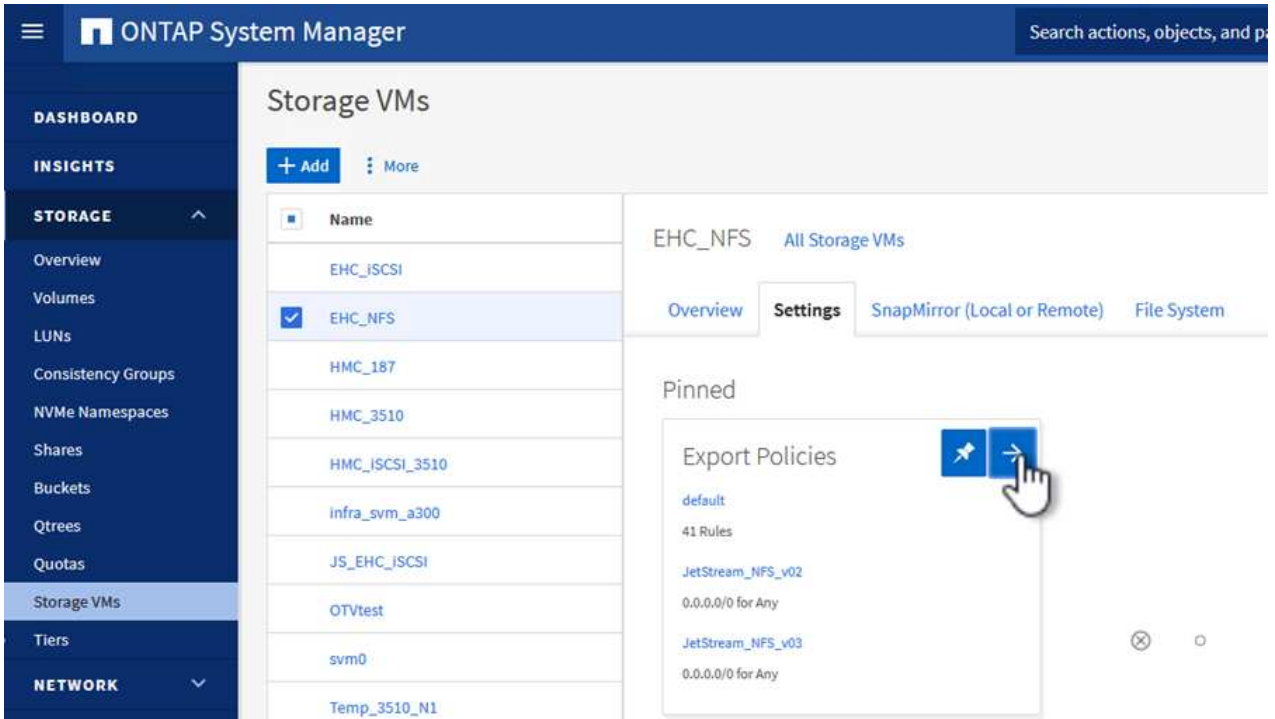 ONTAP System Manager
Search actions, objects, and pa
DASHBOARD
INSIGHTS
STORAGE
Overview
Volumes
LUNs
Consistency Groups
NVMe Namespaces
Shares
Buckets
Qtrees
Quotas
Storage VMs
Tiers
NETWORK
Storage VMs
+ Add
More
Name
EHC_iSCSI
EHC_NFS
HMC_187
HMC_3510
HMC_iSCSI_3510
infra_svm_a300
JS_EHC_iSCSI
OTVtest
svm0
Temp_3510_N1
EHC_NFS All Storage VMs
Overview Settings SnapMirror (Local or Remote) File System
Pinned
Export Policies
default
41 Rules
JetStream_NFS_v02
0.0.0.0/0 for Any
JetStream_NFS_v03
0.0.0.0/0 for Any